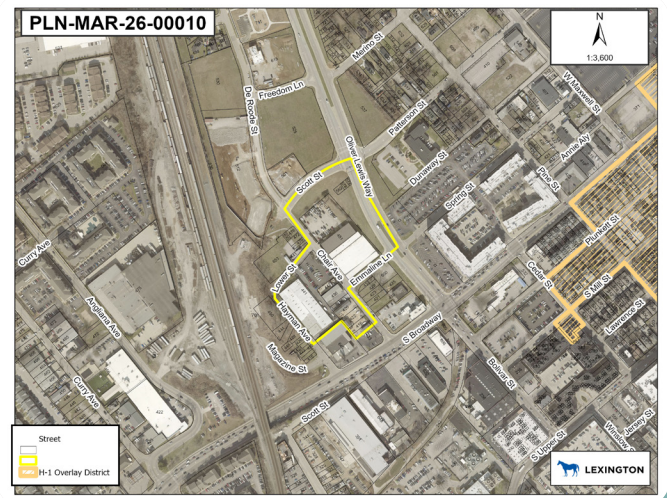 PLN-MAR-26-00010
N
1:3,600
Merino St
W Maxwell St
Freedom Ln
De Roode St
Patterson St
Annie Aly
Oliver Lewis Way
Dunaway St
Pine St
Scott St
Spring St
Plunkett St
Curry Ave
Chair Ave
Emmaline Ln
Lower St
Cedar St
S Mill St
Hayman Ave
Lawrence St
Angliana Ave
S Broadway
Magazine St
Bolivar St
Curry Ave
Scott St
Jersey St
Winslow St
S Upper St
Street
H-1 Overlay District
LEXINGTON